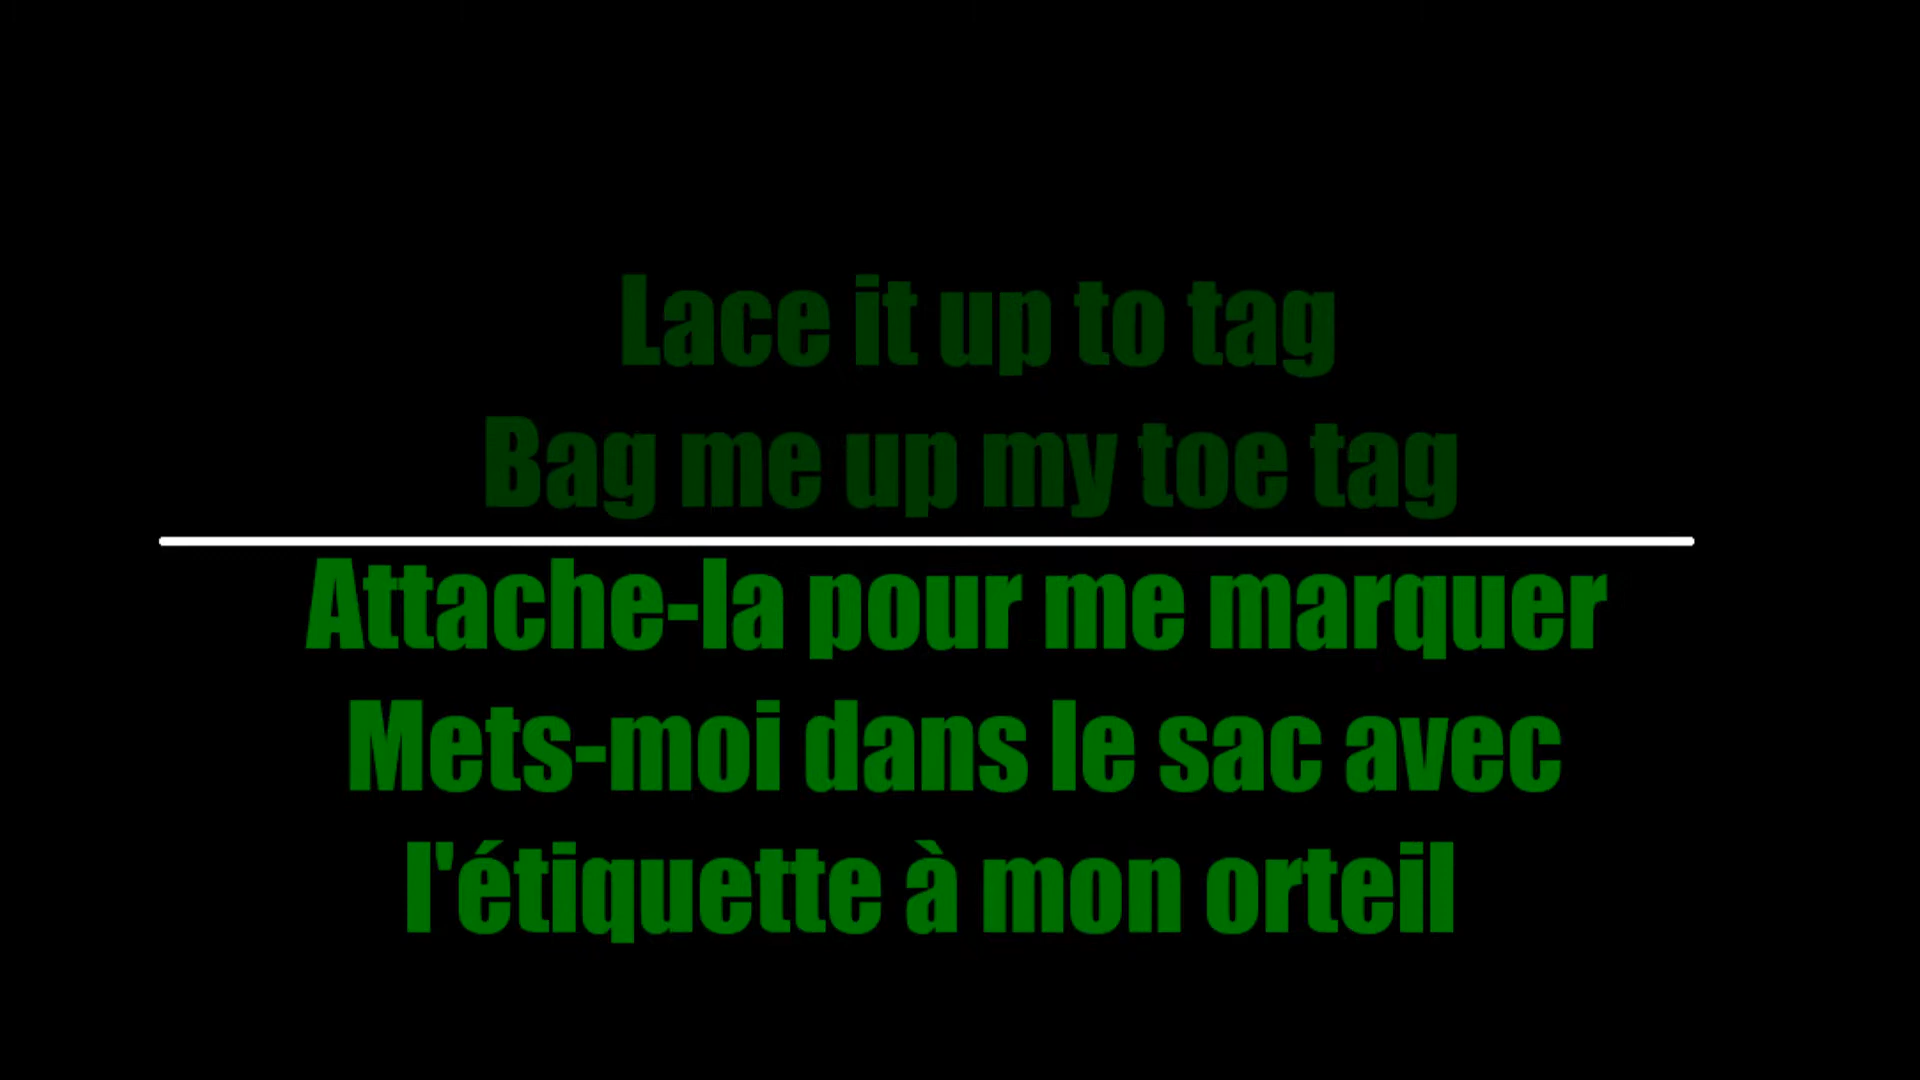 Lace it up to tag
Bag me up my toe tag
Attache-la pour me marquer
Mets-moi dans le sac avec
l'étiquette à mon orteil